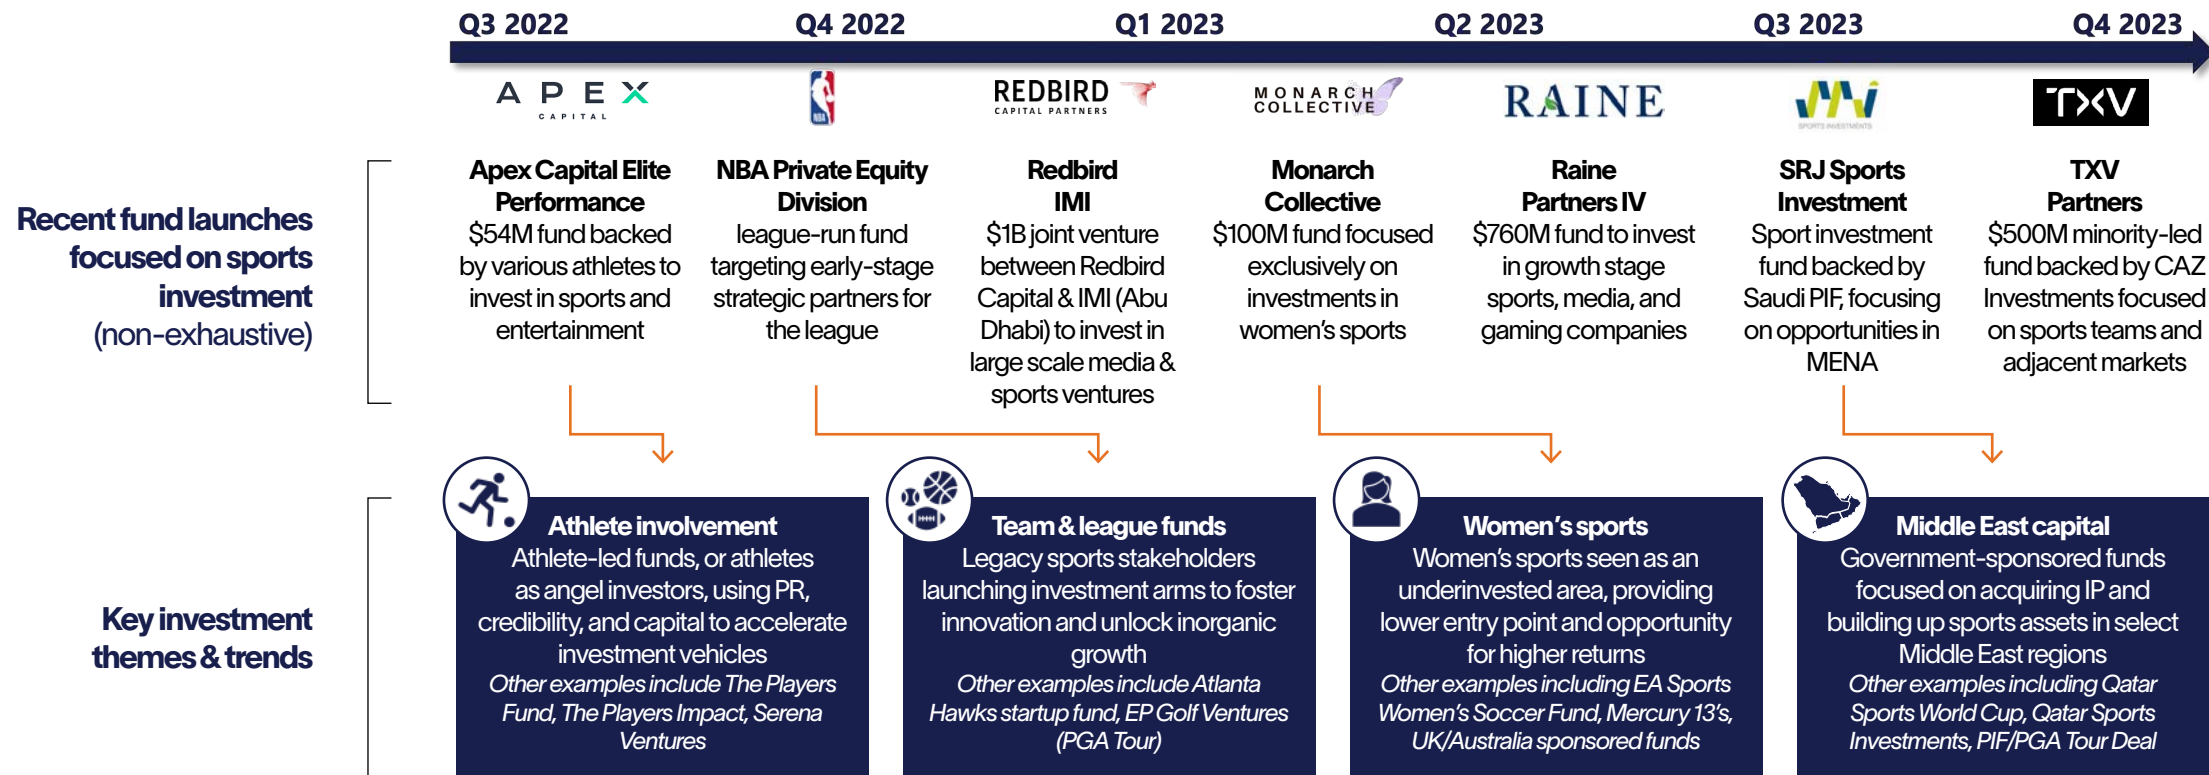 Q3 2022
Q4 2022
Q1 2023
Q2 2023
Q3 2023
Q4 2023
APEX
CAPITAL
NBA
REDBIRD
CAPITAL PARTNERS
MONARCH
COLLECTIVE
RAINE
SPORTS INVESTMENTS
TXV
Recent fund launches
focused on sports
investment
(non-exhaustive)
Apex Capital Elite
Performance
$54M fund backed
by various athletes to
invest in sports and
entertainment
NBA Private Equity
Division
league-run fund
targeting early-stage
strategic partners for
the league
Redbird
IMI
$1B joint venture
between Redbird
Capital & IMI (Abu
Dhabi) to invest in
large scale media &
sports ventures
Monarch
Collective
$100M fund focused
exclusively on
investments in
women's sports
Raine
Partners IV
$760M fund to invest
in growth stage
sports, media, and
gaming companies
SRJ Sports
Investment
Sport investment
fund backed by
Saudi PIF, focusing
on opportunities in
MENA
TXV
Partners
$500M minority-led
fund backed by CAZ
Investments focused
on sports teams and
adjacent markets
Key investment
themes & trends
Athlete involvement
Athlete-led funds, or athletes
as angel investors, using PR,
credibility, and capital to accelerate
investment vehicles
Other examples include The Players
Fund, The Players Impact, Serena
Ventures
Team & league funds
Legacy sports stakeholders
launching investment arms to foster
innovation and unlock inorganic
growth
Other examples include Atlanta
Hawks startup fund, EP Golf Ventures
(PGA Tour)
Women's sports
Women's sports seen as an
underinvested area, providing
lower entry point and opportunity
for higher returns
Other examples including EA Sports
Women's Soccer Fund, Mercury 13's,
UK/Australia sponsored funds
Middle East capital
Government-sponsored funds
focused on acquiring IP and
building up sports assets in select
Middle East regions
Other examples including Qatar
Sports World Cup, Qatar Sports
Investments, PIF/PGA Tour Deal